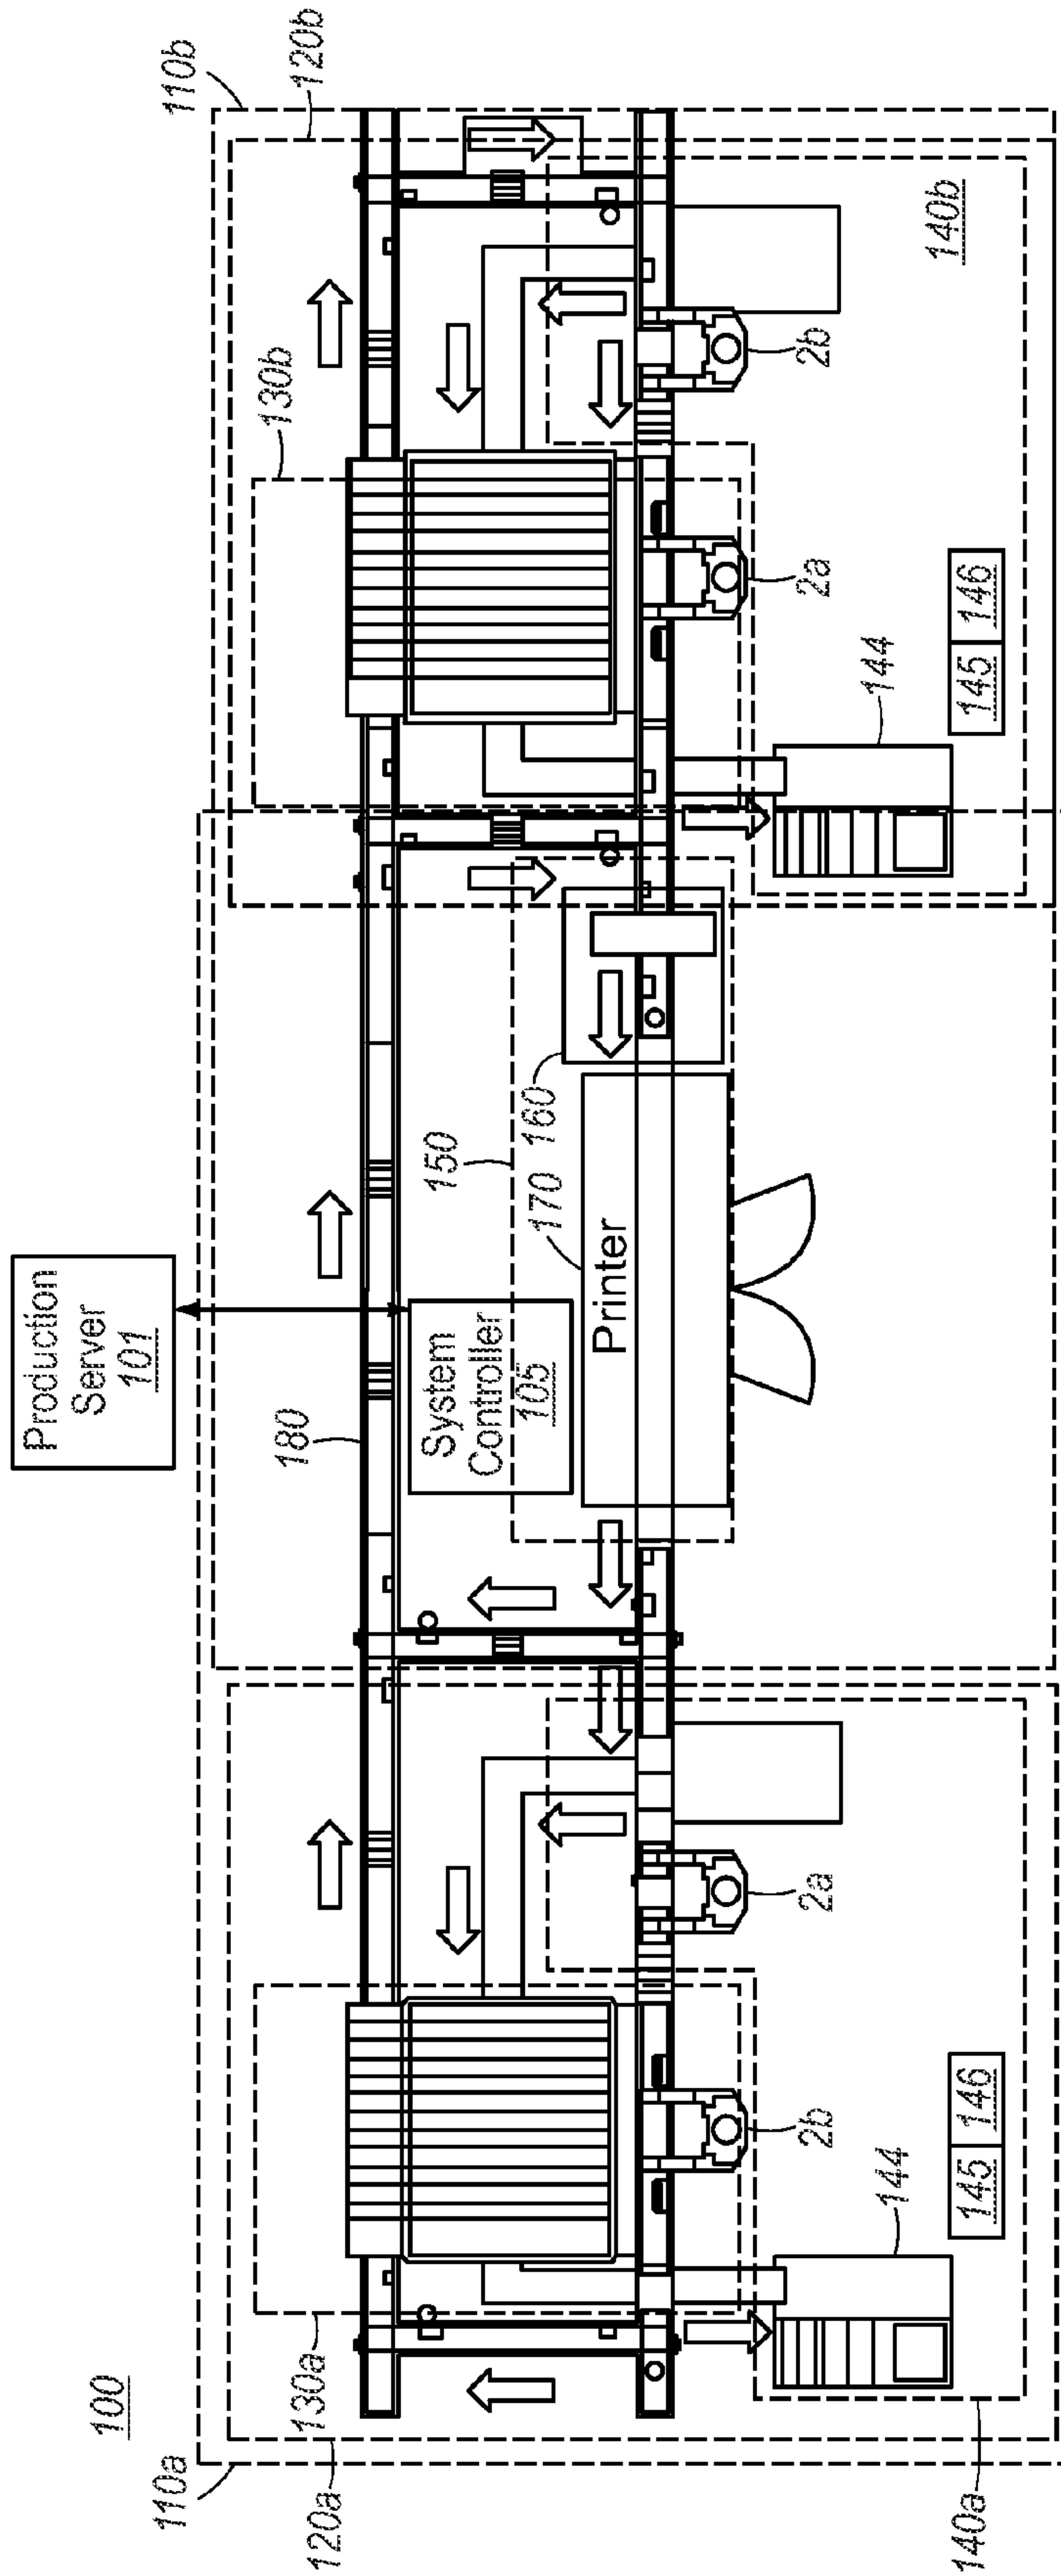 100
110a
120a
130a
Production
Server
101
180
System
Controller
105
150
Printer
170
160
130b
110b
120b
2b
2a
2a
2b
144
145 146
140a
144
145 146
140b